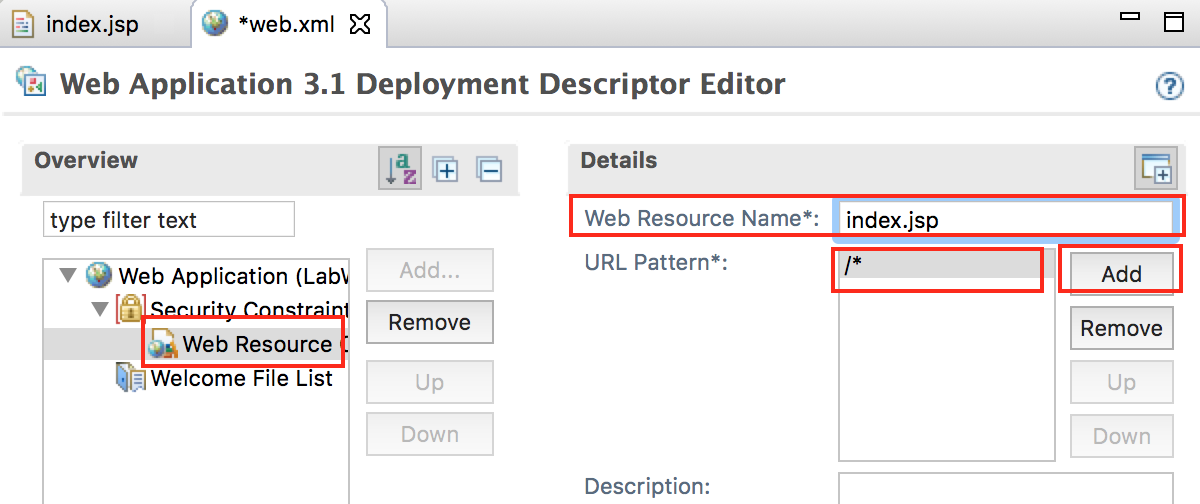 index.jsp
*web.xml
Web Application 3.1 Deployment Descriptor Editor
Overview
type filter text
Web Application (LabW
Security Constraint
Web Resource
Welcome File List
Add...
Remove
Up
Down
Details
Web Resource Name*: index.jsp
URL Pattern*: /*
Add
Remove
Up
Down
Description: